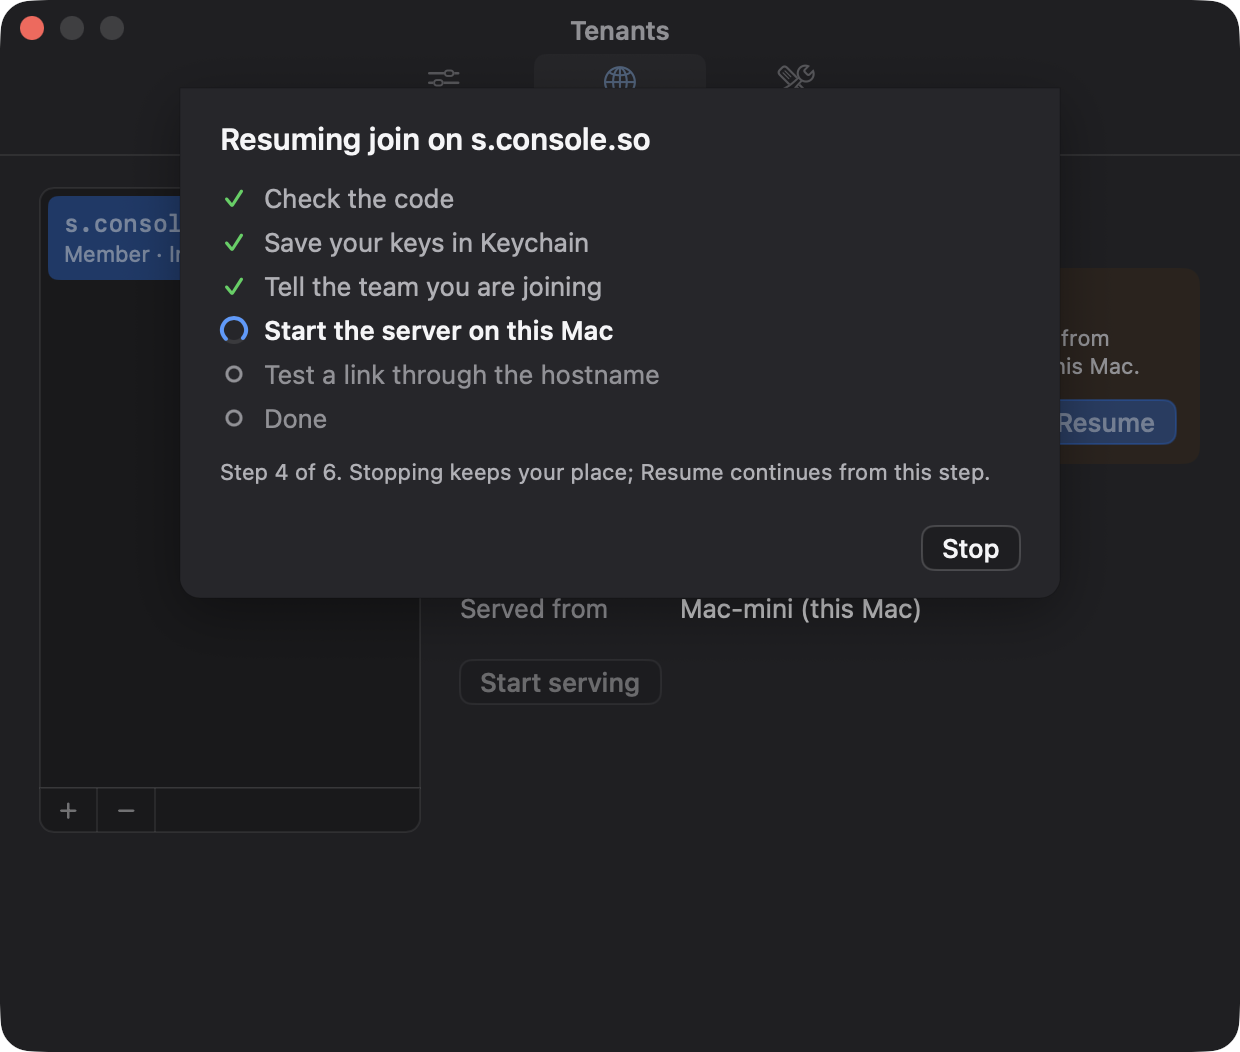 Tenants
Resuming join on s.console.so
Check the code
Save your keys in Keychain
Tell the team you are joining
Start the server on this Mac
Test a link through the hostname
Done
Step 4 of 6. Stopping keeps your place; Resume continues from this step.
Stop
s.consol
Member ·
from
his Mac.
Resume
Served from Mac-mini (this Mac)
Start serving
+ −